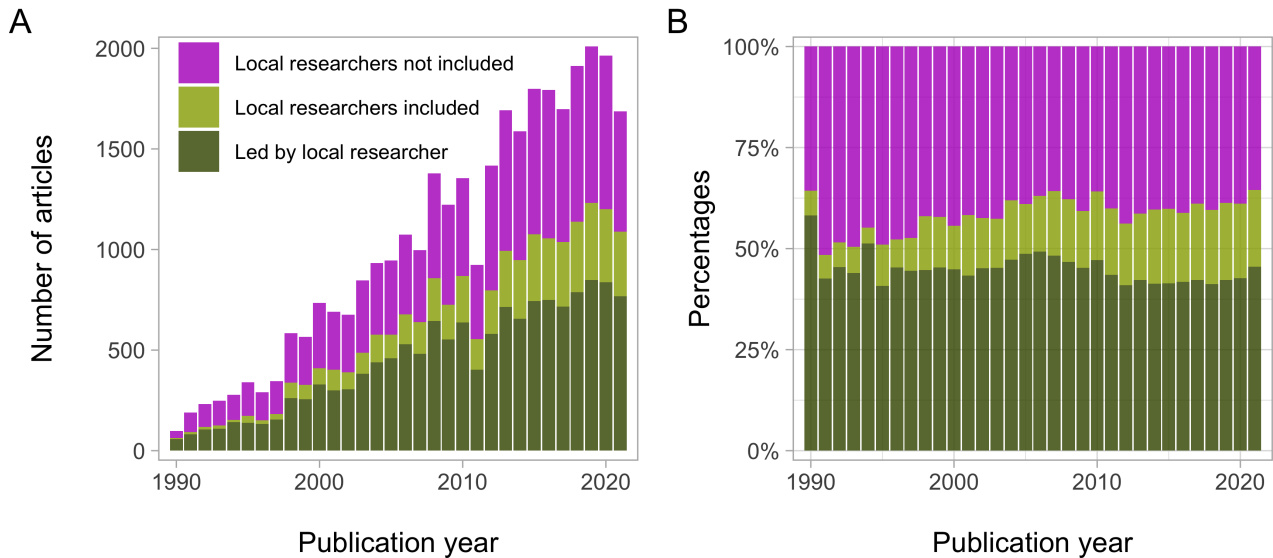 A
Number of articles
2000
1500
1000
500
0
Local researchers not included
Local researchers included
Led by local researcher
1990
2000
2010
2020
Publication year
B
Percentages
100%
75%
50%
25%
0%
1990
2000
2010
2020
Publication year